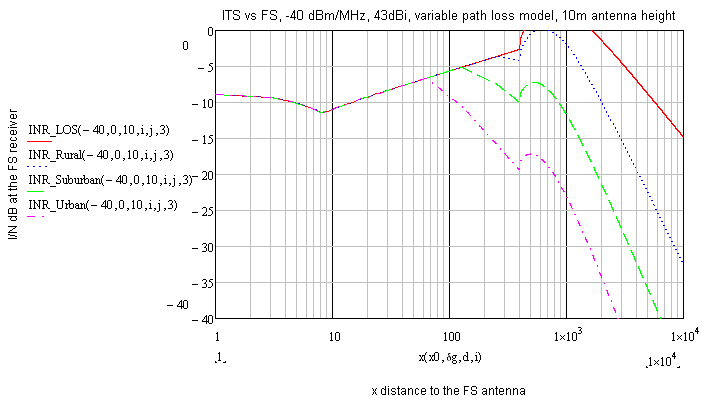 ITS vs FS, -40 dBm/MHz, 43dBi, variable path loss model, 10m antenna height
0
0
−5
−10
−15
−20
−25
−30
−35
−40
−40
I/N dB at the FS receiver
INR_LOS(−40,0,10,i,j,3)
INR_Rural(−40,0,10,i,j,3)
INR_Suburban(−40,0,10,i,j,3)
INR_Urban(−40,0,10,i,j,3)
1 10 100 1×10³ 1×10⁴
1 x(x0,δg,d,i) 1×10⁴
x distance to the FS antenna